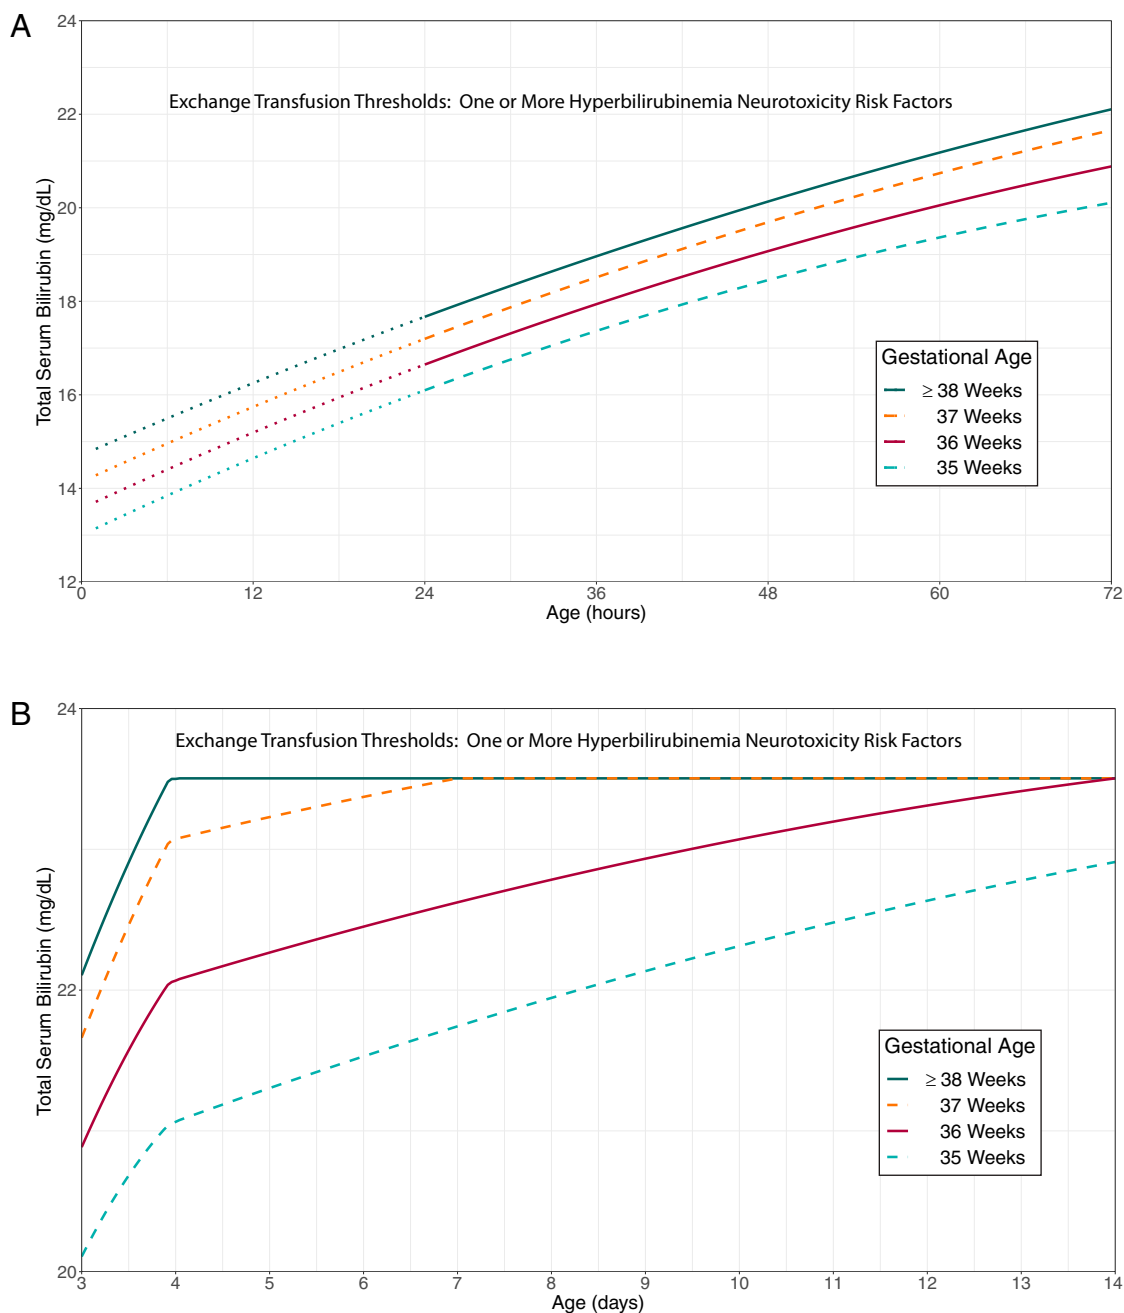 A
Exchange Transfusion Thresholds: One or More Hyperbilirubinemia Neurotoxicity Risk Factors
Total Serum Bilirubin (mg/dL)
24
22
20
18
16
14
12
0 12 24 36 48 60 72
Age (hours)
Gestational Age
≥ 38 Weeks
37 Weeks
36 Weeks
35 Weeks
B
Exchange Transfusion Thresholds: One or More Hyperbilirubinemia Neurotoxicity Risk Factors
Total Serum Bilirubin (mg/dL)
24
22
20
3 4 5 6 7 8 9 10 11 12 13 14
Age (days)
Gestational Age
≥ 38 Weeks
37 Weeks
36 Weeks
35 Weeks